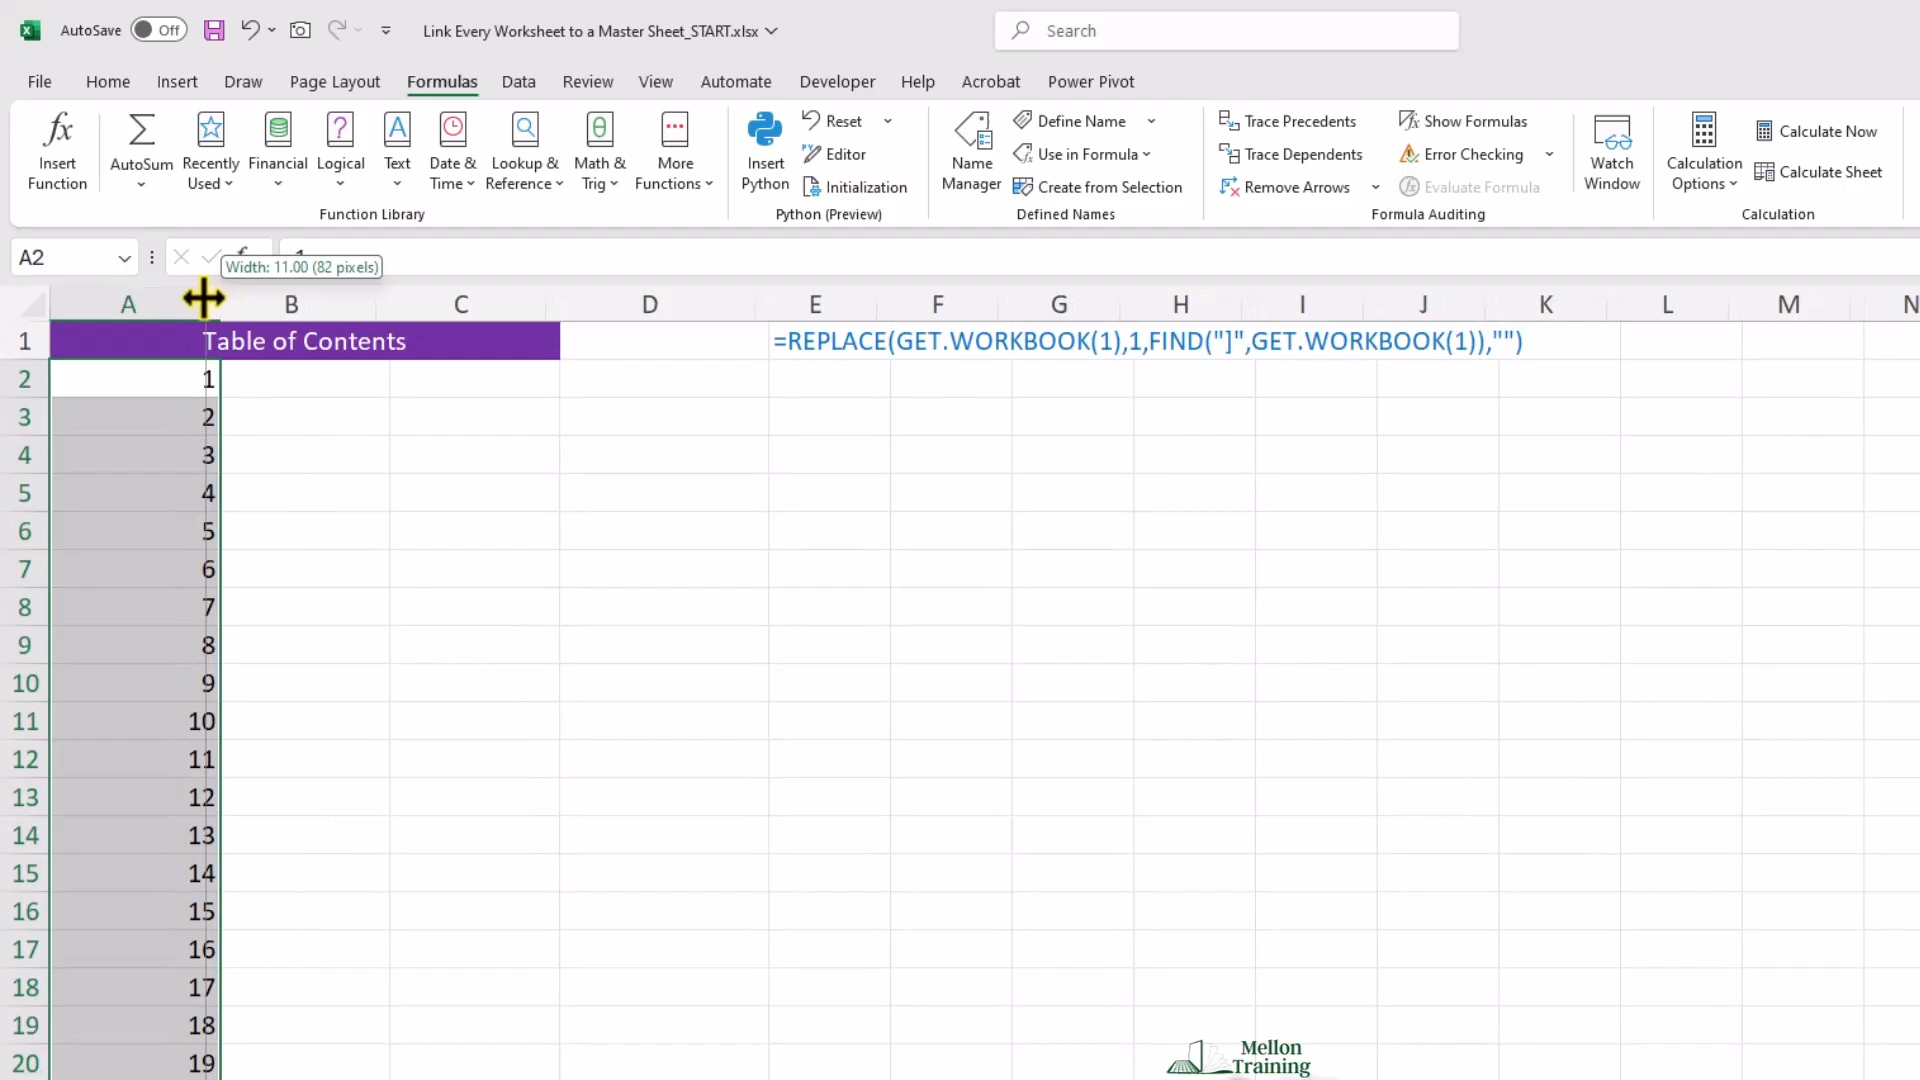 AutoSave Off Link Every Worksheet to a Master Sheet_START.xlsx Search
File Home Insert Draw Page Layout Formulas Data Review View Automate Developer Help Acrobat Power Pivot
fx Insert Function
AutoSum
Recently Used
Financial
Logical
Text
Date & Time
Lookup & Reference
Math & Trig
More Functions
Function Library
Insert Python
Reset
Editor
Initialization
Python (Preview)
Name Manager
Define Name
Use in Formula
Create from Selection
Defined Names
Trace Precedents
Trace Dependents
Remove Arrows
Show Formulas
Error Checking
Evaluate Formula
Formula Auditing
Watch Window
Calculation Options
Calculate Now
Calculate Sheet
Calculation
A2
Width: 11.00 (82 pixels)
A B C D E F G H I J K L M N
1 Table of Contents =REPLACE(GET.WORKBOOK(1),1,FIND("]",GET.WORKBOOK(1)),"")
2 1
3 2
4 3
5 4
6 5
7 6
8 7
9 8
10 9
11 10
12 11
13 12
14 13
15 14
16 15
17 16
18 17
19 18
20 19
Mellon
Training